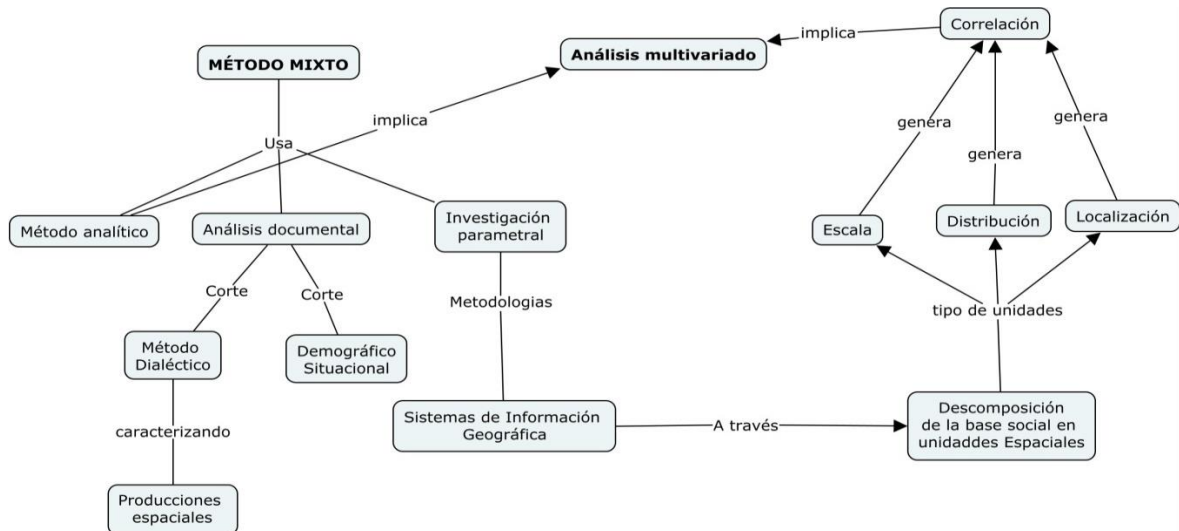 Correlación
implica
Análisis multivariado
MÉTODO MIXTO
implica
genera
genera
genera
Usa
Método analítico
Análisis documental
Investigación
parametral
Escala
Distribución
Localización
Corte
Corte
Metodologias
tipo de unidades
Método
Dialéctico
Demográfico
Situacional
caracterizando
Sistemas de Información
Geográfica
A través
Descomposición
de la base social en
unidaddes Espaciales
Producciones
espaciales